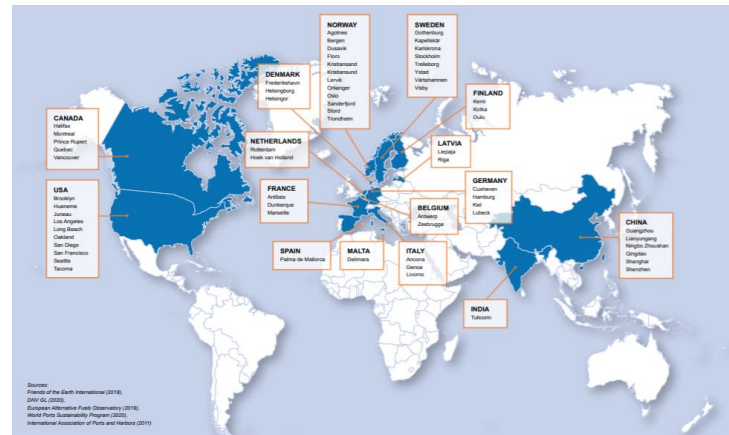 NORWAY
Agotnes
Bergen
Dusavik
Floro
Kristiansand
Kristiansund
Larvik
Orkanger
Oslo
Sanderfjord
Stord
Trondheim
SWEDEN
Gothenburg
Kapellskär
Karlskrona
Stockholm
Trelleborg
Ystad
Värtahamnen
Visby
DENMARK
Frederikshavn
Helsingborg
Helsingor
FINLAND
Kemi
Kotka
Oulu
CANADA
Halifax
Montreal
Prince Rupert
Quebec
Vancouver
NETHERLANDS
Rotterdam
Hoek van Holland
LATVIA
Liepaja
Riga
USA
Brooklyn
Hueneme
Juneau
Los Angeles
Long Beach
Oakland
San Diego
San Francisco
Seattle
Tacoma
FRANCE
Antibes
Dunkerque
Marseille
GERMANY
Cuxhaven
Hamburg
Kiel
Lubeck
BELGIUM
Antwerp
Zeebrugge
CHINA
Guangzhou
Lianyungang
Ningbo Zhoushan
Qingdao
Shanghai
Shenzhen
SPAIN
Palma de Mallorca
MALTA
Delimara
ITALY
Ancona
Genoa
Livorno
INDIA
Tuticorin
Sources:
Friends of the Earth International (2019),
DNV GL (2020),
European Alternative Fuels Observatory (2019),
World Ports Sustainability Program (2020),
International Association of Ports and Harbors (2011)